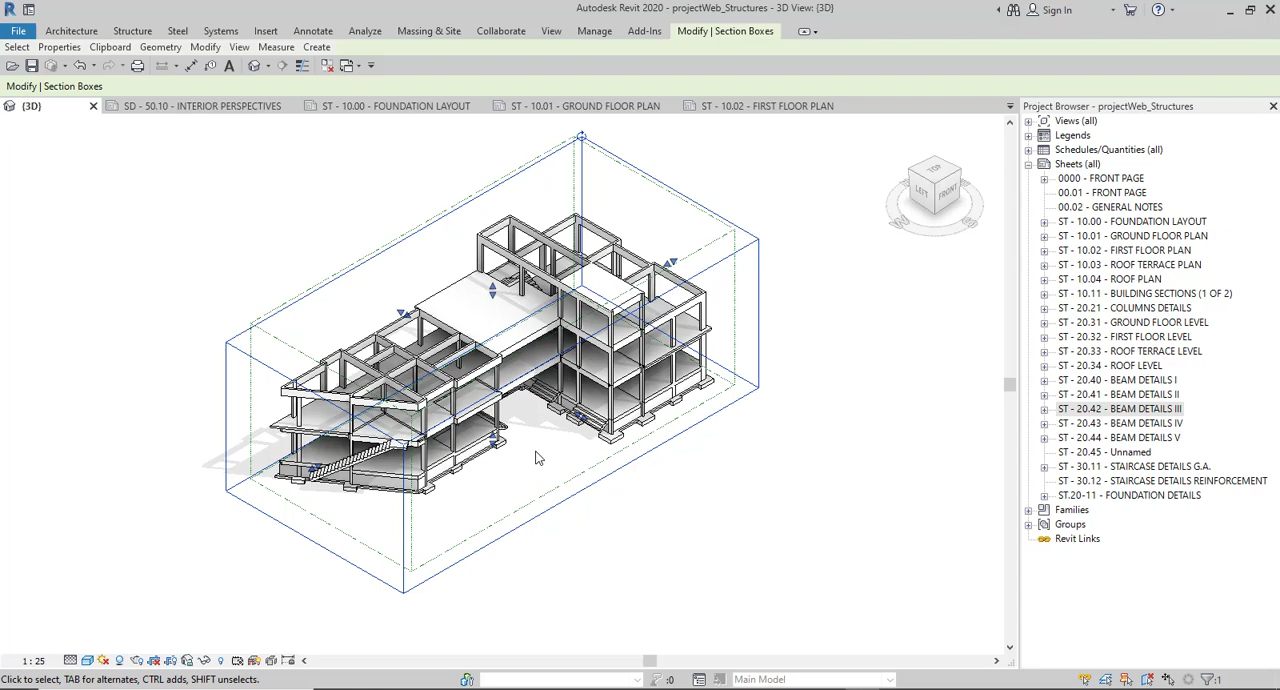 Autodesk Revit 2020 - projectWeb_Structures - 3D View: {3D}
Sign In
File Architecture Structure Steel Systems Insert Annotate Analyze Massing & Site Collaborate View Manage Add-Ins Modify | Section Boxes
Select Properties Clipboard Geometry Modify View Measure Create
Modify | Section Boxes
{3D} SD - 50.10 - INTERIOR PERSPECTIVES ST - 10.00 - FOUNDATION LAYOUT ST - 10.01 - GROUND FLOOR PLAN ST - 10.02 - FIRST FLOOR PLAN
TOP
LEFT FRONT
Project Browser - projectWeb_Structures
Views (all)
Legends
Schedules/Quantities (all)
Sheets (all)
0000 - FRONT PAGE
00.01 - FRONT PAGE
00.02 - GENERAL NOTES
ST - 10.00 - FOUNDATION LAYOUT
ST - 10.01 - GROUND FLOOR PLAN
ST - 10.02 - FIRST FLOOR PLAN
ST - 10.03 - ROOF TERRACE PLAN
ST - 10.04 - ROOF PLAN
ST - 10.11 - BUILDING SECTIONS (1 OF 2)
ST - 20.21 - COLUMNS DETAILS
ST - 20.31 - GROUND FLOOR LEVEL
ST - 20.32 - FIRST FLOOR LEVEL
ST - 20.33 - ROOF TERRACE LEVEL
ST - 20.34 - ROOF LEVEL
ST - 20.40 - BEAM DETAILS I
ST - 20.41 - BEAM DETAILS II
ST - 20.42 - BEAM DETAILS III
ST - 20.43 - BEAM DETAILS IV
ST - 20.44 - BEAM DETAILS V
ST - 20.45 - Unnamed
ST - 30.11 - STAIRCASE DETAILS G.A.
ST - 30.12 - STAIRCASE DETAILS REINFORCEMENT
ST.20-11 - FOUNDATION DETAILS
Families
Groups
Revit Links
1 : 25
Click to select, TAB for alternates, CTRL adds, SHIFT unselects.
:0
Main Model
:1